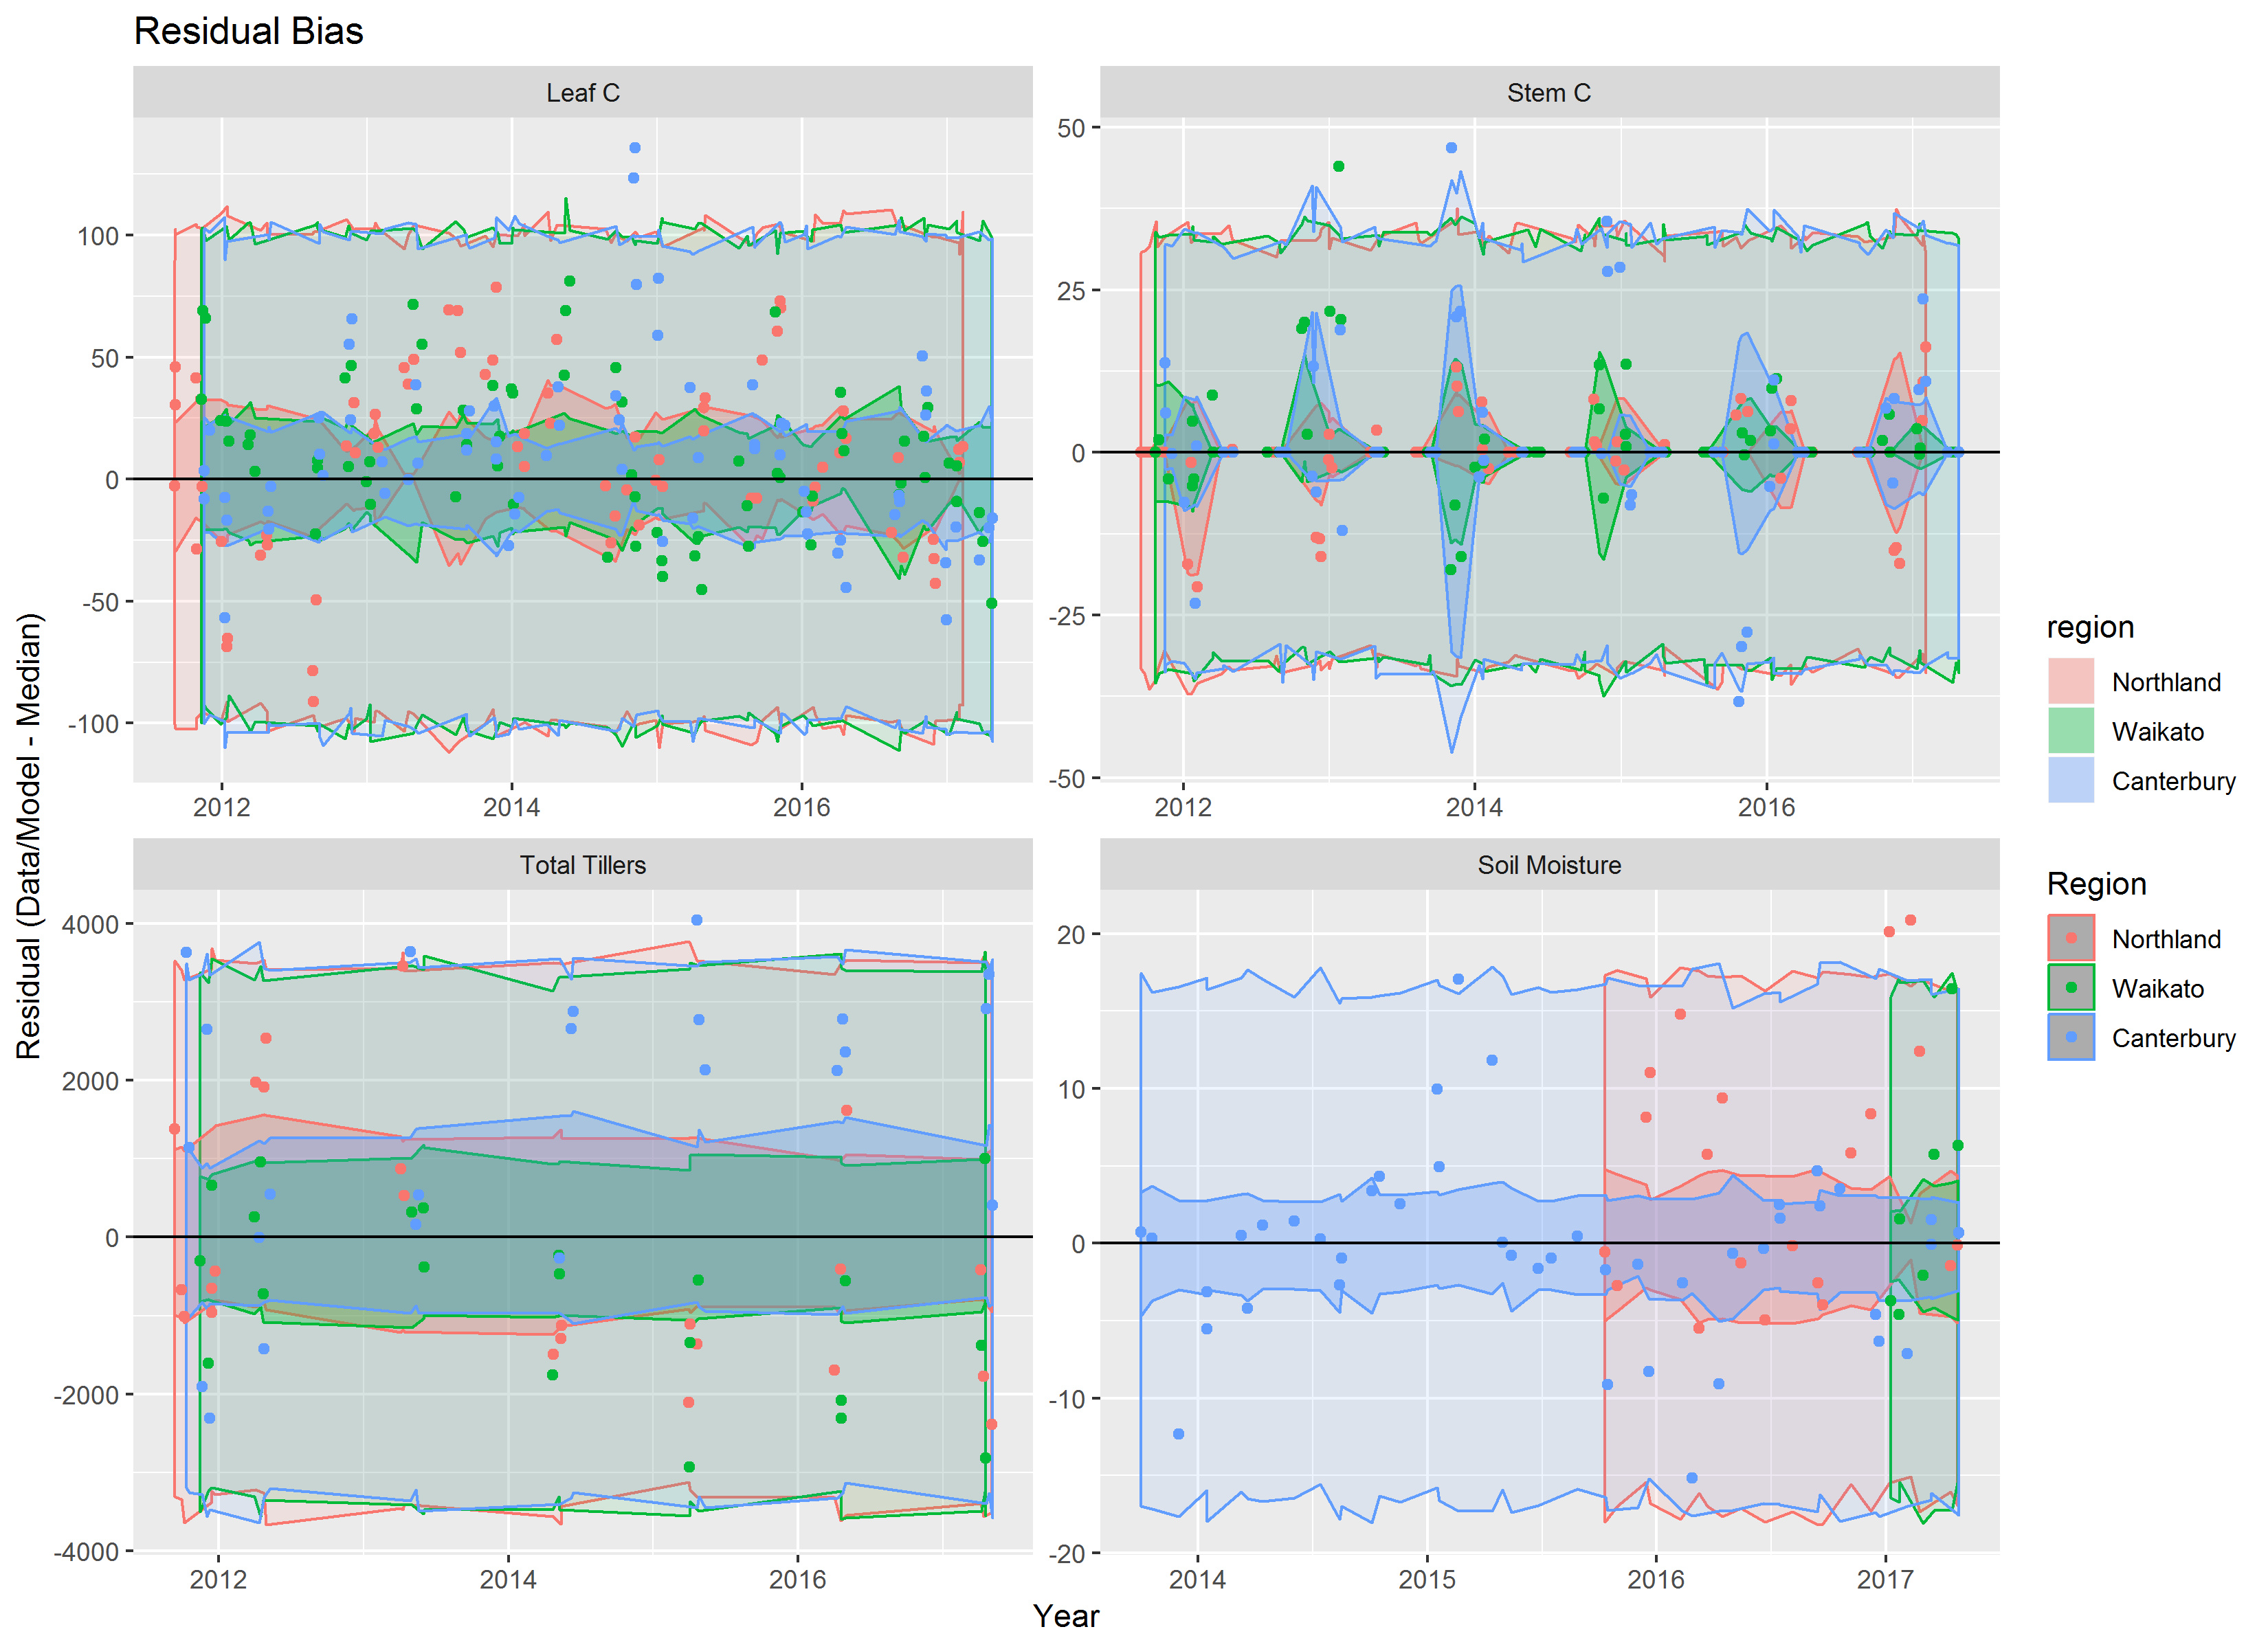 Residual Bias
Leaf C
Stem C
100
50
0
-50
-100
2012
2014
2016
50
25
0
-25
-50
2012
2014
2016
Total Tillers
Soil Moisture
4000
2000
0
-2000
-4000
2012
2014
2016
20
10
0
-10
-20
2014
2015
2016
2017
Residual (Data/Model - Median)
Year
region
Northland
Waikato
Canterbury
Region
Northland
Waikato
Canterbury